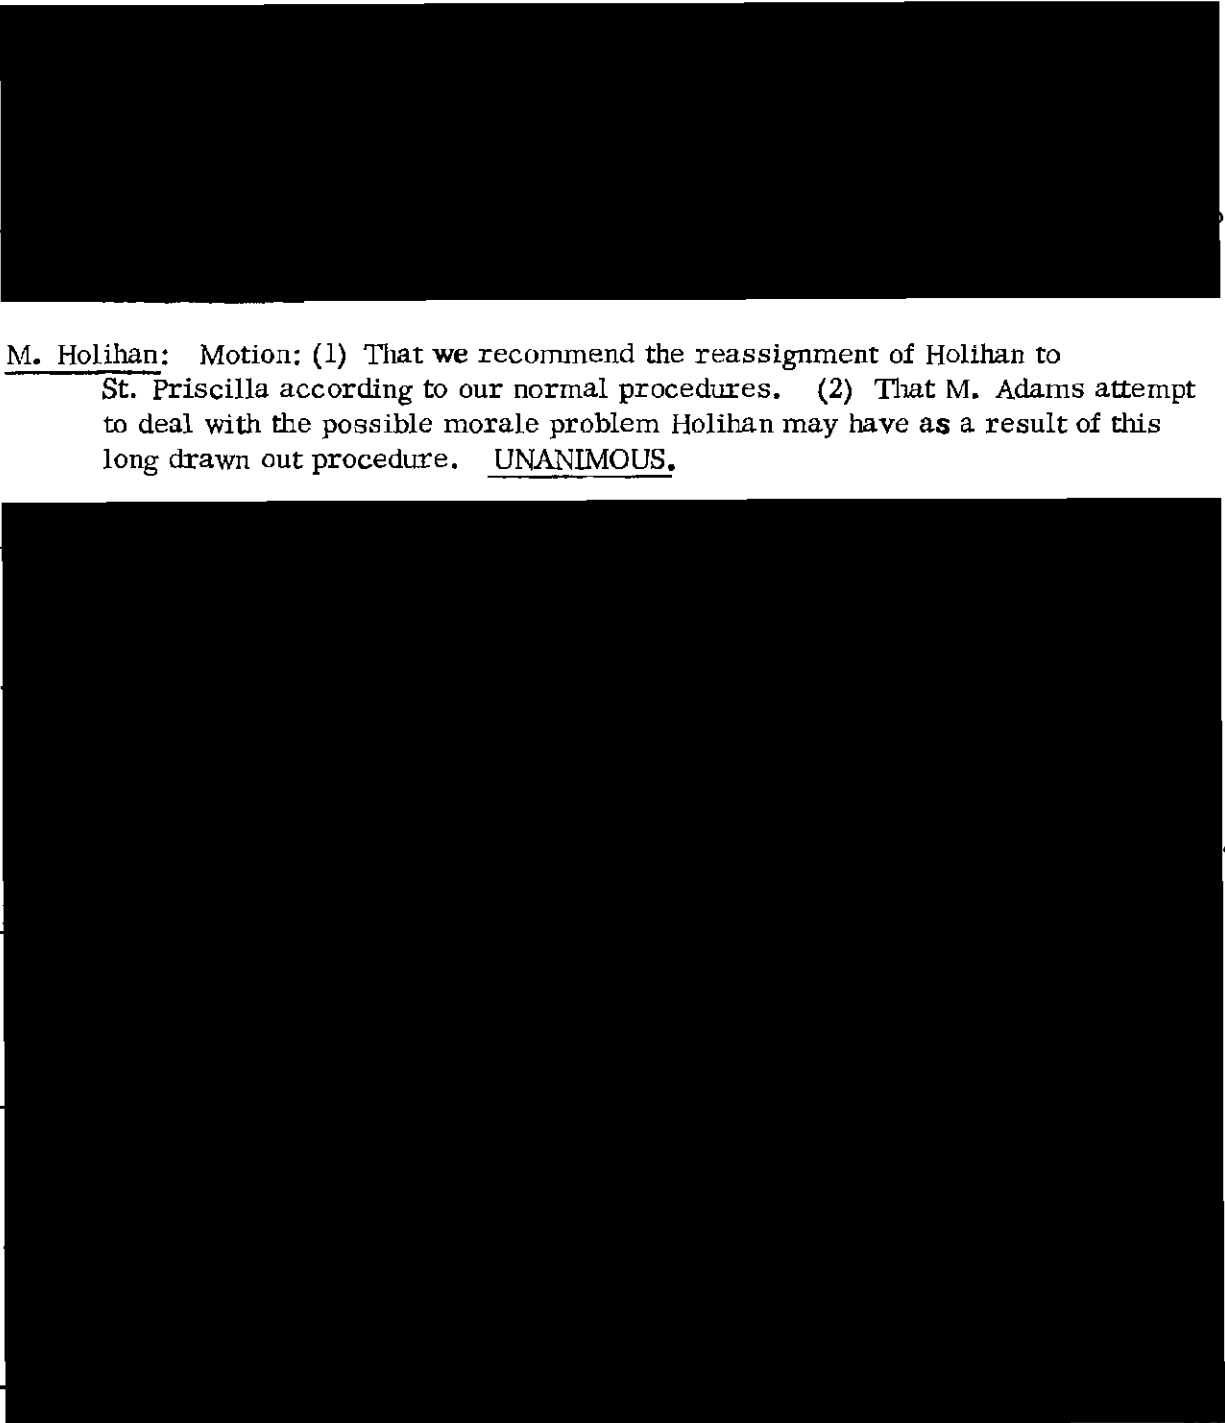 M. Holihan: Motion: (1) That we recommend the reassignment of Holihan to
St. Priscilla according to our normal procedures. (2) That M. Adams attempt
to deal with the possible morale problem Holihan may have as a result of this
long drawn out procedure. UNANIMOUS.